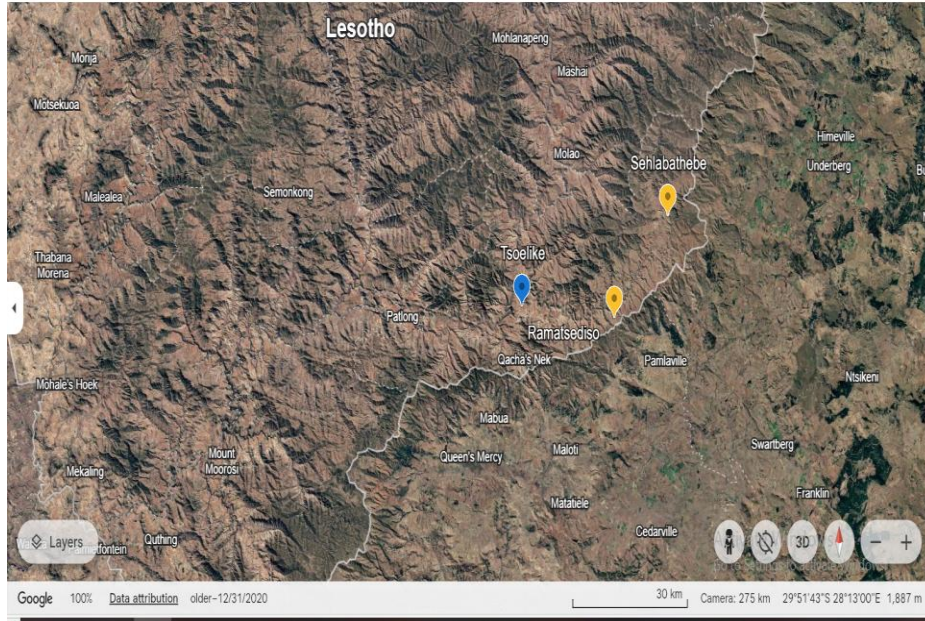 Lesotho
Mohlanapeng
Morija
Mashai
Motsekuoa
Himeville
Molao
Underberg
Sehlabathebe
Semonkong
Malealea
Tsoelike
Thabana
Morena
Patlong
Ramatsediso
Qacha's Nek
Pamlaville
Ntsikeni
Mohale's Hoek
Mabua
Swartberg
Mount
Moorosi
Queen's Mercy
Maloti
Mekaling
Franklin
Matatiele
Cedarville
Layers
Quthing
3D
Google 100% Data attribution older–12/31/2020 30 km Camera: 275 km 29°51'43"S 28°13'00"E 1,887 m